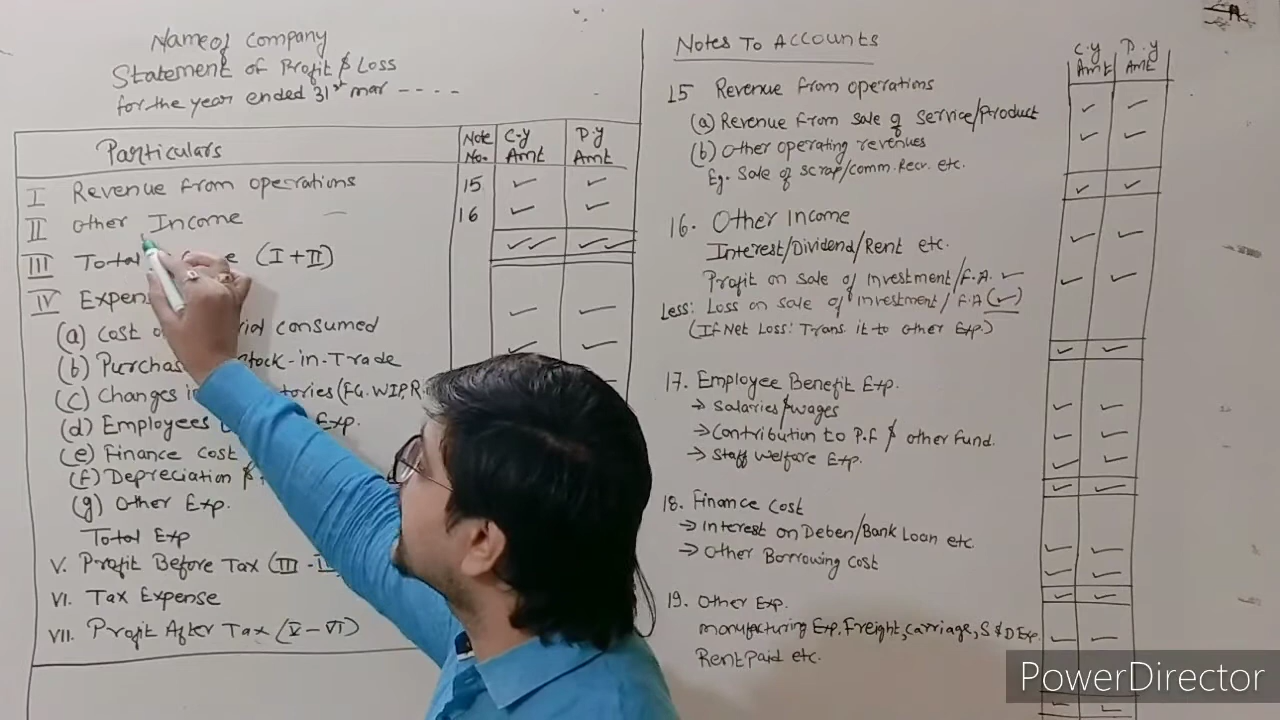 Name of Company
Statement of Profit & Loss
for the year ended 31st mar ----
Particulars
Note No.
C.y Amt
P.y Amt
I Revenue from operations 15
II Other Income 16
III Total (I+II)
IV
(a) Cost consumed
(b) Stock-in-Trade
(c) Changes (F.G. WIP,
(d) Employees Exp.
(e) Finance Cost
(f) Depreciation &
(g) Other Exp.
Total Exp
V. Profit Before Tax (III -
VI. Tax Expense
VII. Profit After Tax (V-VI)
Notes To Accounts
C.y Amt
P.y Amt
15 Revenue from operations
(a) Revenue from sale of service/product
(b) Other operating revenues
Eg. Sale of scrap/comm. Recv. etc.
16. Other Income
Interest/Dividend/Rent etc.
Profit on sale of investment/F.A. ✓
Less: Loss on sale of investment/F.A (✓)
(If Net Loss: Trans it to other Exp.)
17. Employee Benefit Exp.
→ Salaries & wages
→ Contribution to P.F & other Fund.
→ Staff Welfare Exp.
18. Finance Cost
→ Interest on Deben/Bank Loan etc
→ Other Borrowing Cost
19. Other Exp.
manufacturing Exp, Freight, Carriage, S & D Exp.
Rent Paid etc.
PowerDirector